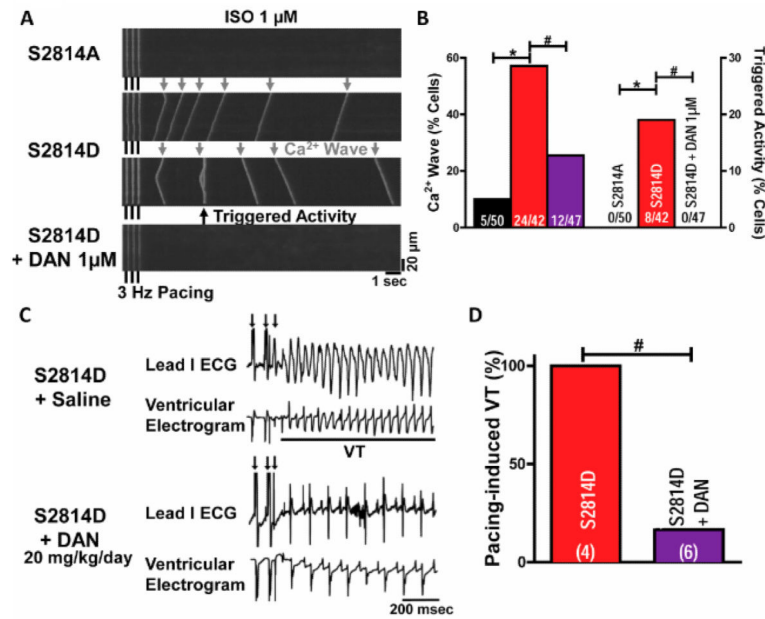 A
ISO 1 µM
S2814A
S2814D
Ca2+ Wave
Triggered Activity
S2814D
+ DAN 1µM
3 Hz Pacing
1 sec
20 µm
B
Ca2+ Wave (% Cells)
60
40
20
0
*
#
5/50
24/42
12/47
*
#
S2814A
0/50
S2814D
8/42
S2814D + DAN 1µM
0/47
30
20
10
0
Triggered Activity (% Cells)
C
S2814D
+ Saline
Lead I ECG
Ventricular
Electrogram
VT
S2814D
+ DAN
20 mg/kg/day
Lead I ECG
Ventricular
Electrogram
200 msec
D
Pacing-induced VT (%)
100
50
0
#
S2814D
(4)
S2814D
+ DAN
(6)